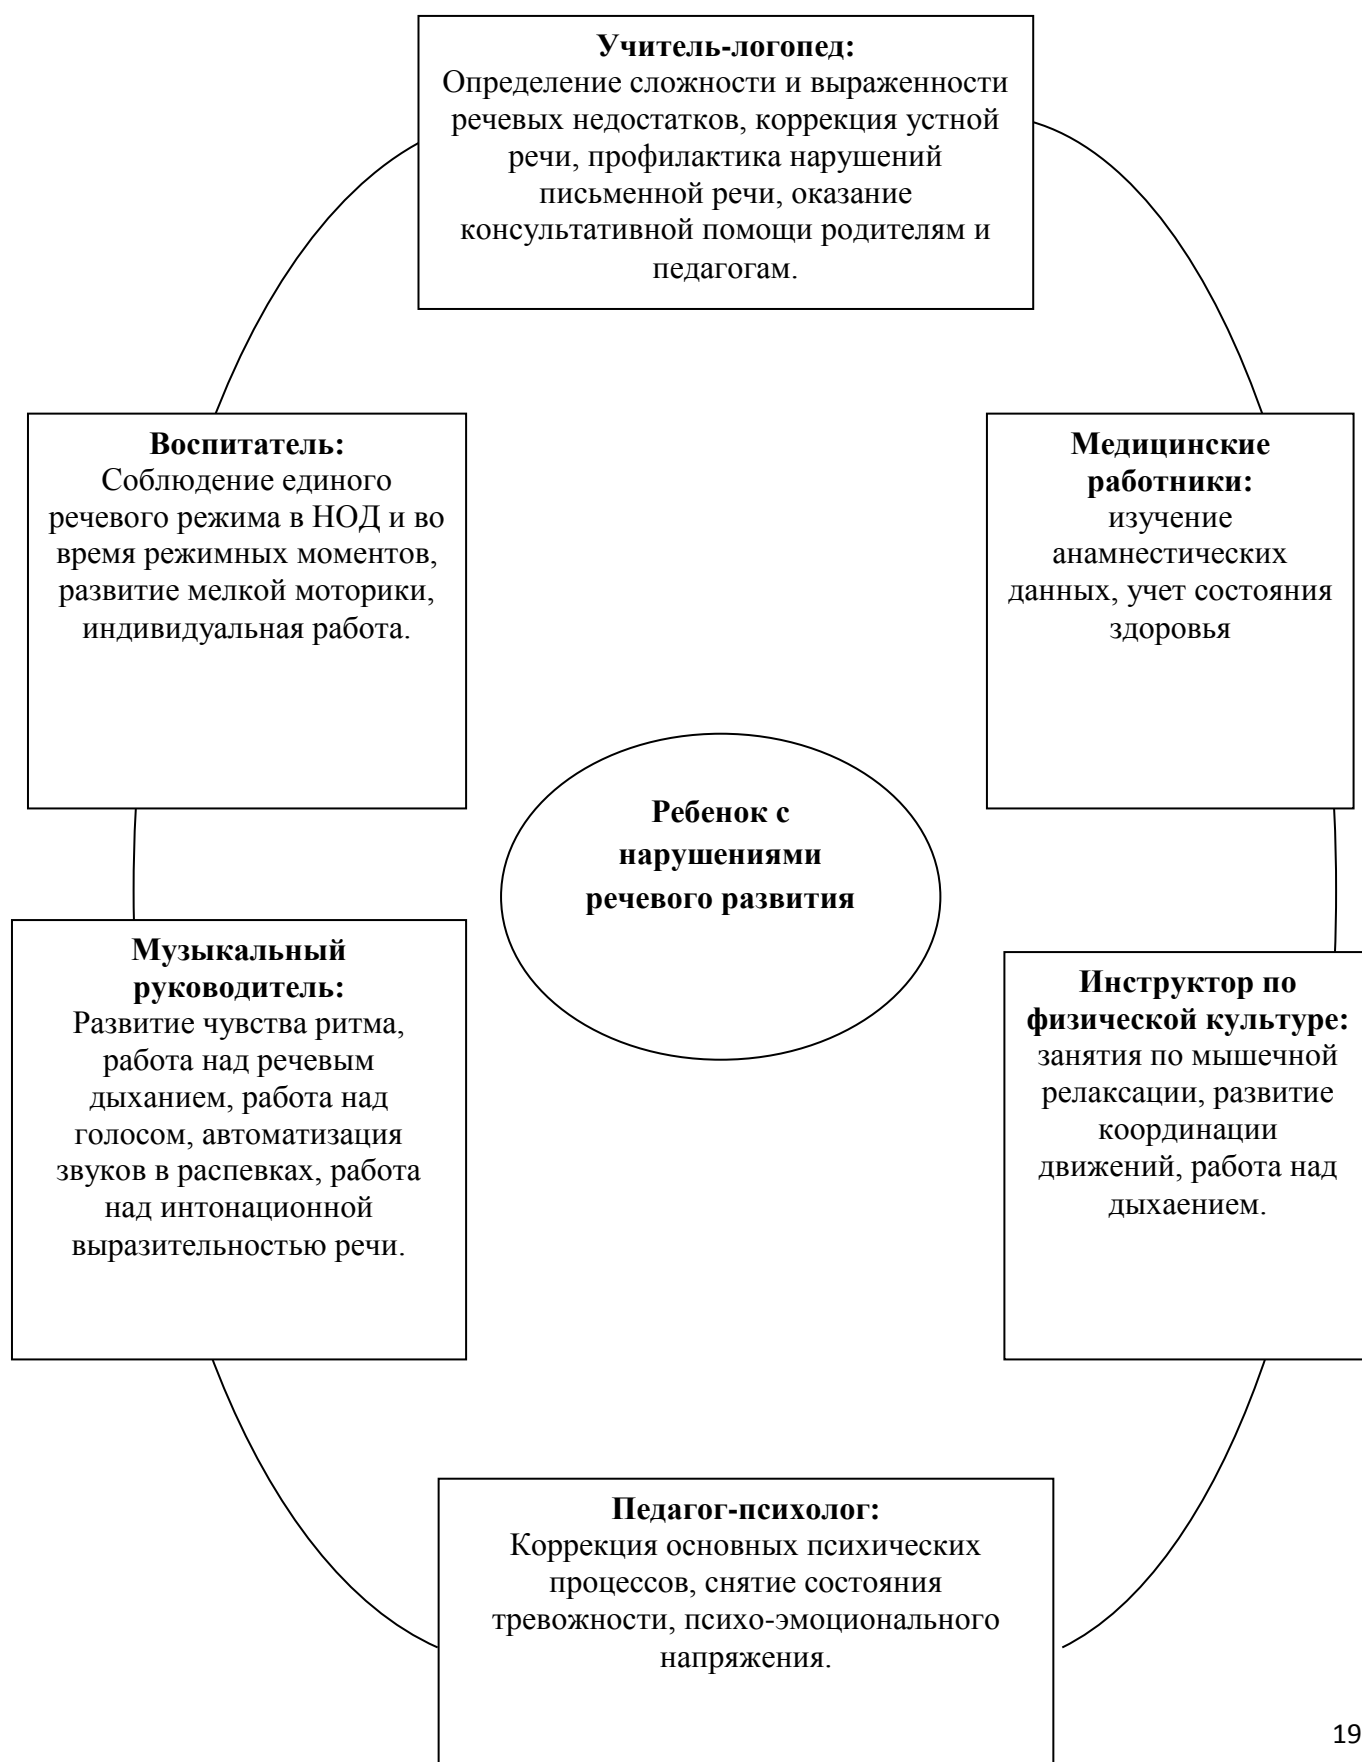 Учитель-логопед:
Определение сложности и выраженности
речевых недостатков, коррекция устной
речи, профилактика нарушений
письменной речи, оказание
консультативной помощи родителям и
педагогам.
Воспитатель:
Соблюдение единого
речевого режима в НОД и во
время режимных моментов,
развитие мелкой моторики,
индивидуальная работа.
Медицинские
работники:
изучение
анамнестических
данных, учет состояния
здоровья
Ребенок с
нарушениями
речевого развития
Музыкальный
руководитель:
Развитие чувства ритма,
работа над речевым
дыханием, работа над
голосом, автоматизация
звуков в распевках, работа
над интонационной
выразительностью речи.
Инструктор по
физической культуре:
занятия по мышечной
релаксации, развитие
координации
движений, работа над
дыхаением.
Педагог-психолог:
Коррекция основных психических
процессов, снятие состояния
тревожности, психо-эмоционального
напряжения.
19